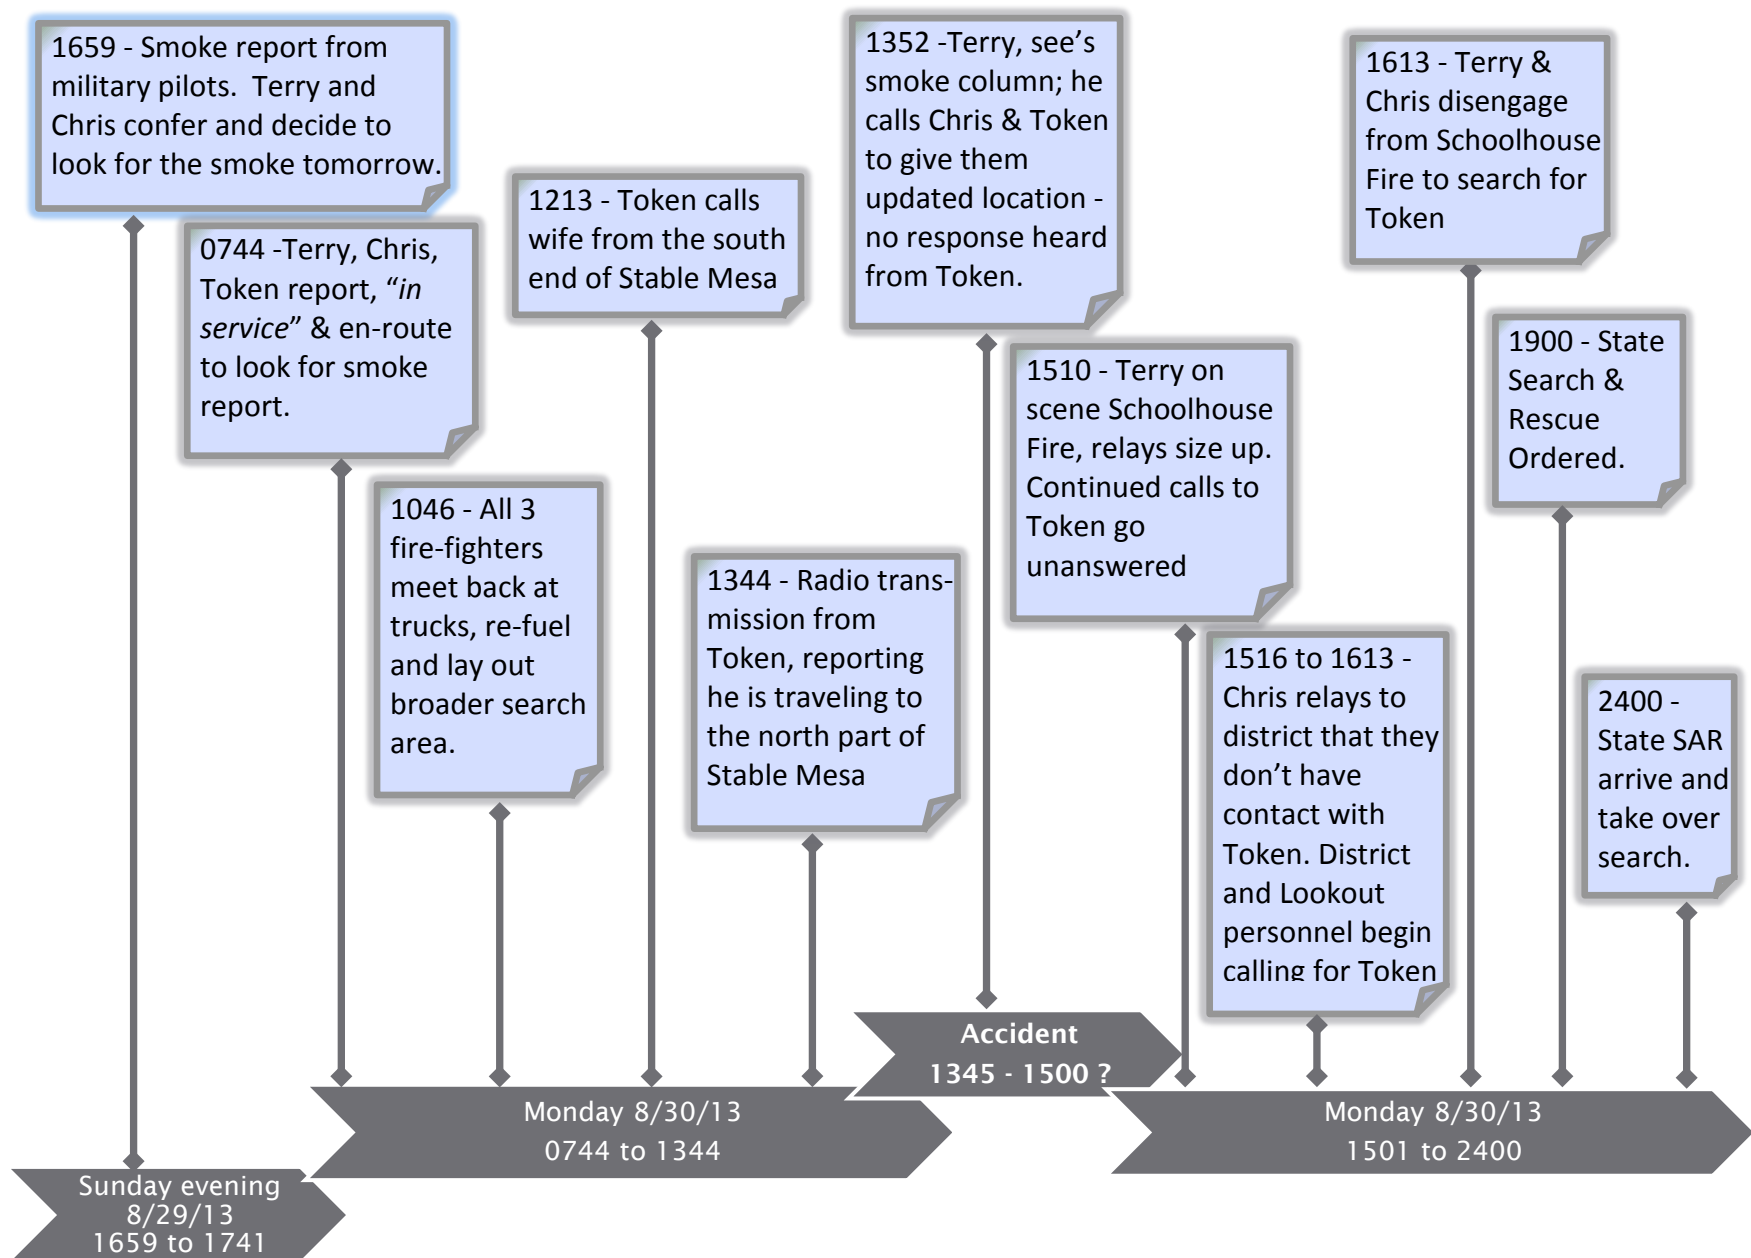 1659 - Smoke report from
military pilots.  Terry and
Chris confer and decide to
look for the smoke tomorrow.
0744 -Terry, Chris,
Token report, “in
service” & en-route
to look for smoke
report.
1046 - All 3
fire-fighters
meet back at
trucks, re-fuel
and lay out
broader search
area.
1213 - Token calls
wife from the south
end of Stable Mesa
1344 - Radio trans-
mission from
Token, reporting
he is traveling to
the north part of
Stable Mesa
1352 -Terry, see’s
smoke column; he
calls Chris & Token
to give them
updated location -
no response heard
from Token.
1510 - Terry on
scene Schoolhouse
Fire, relays size up.
Continued calls to
Token go
unanswered
1516 to 1613 -
Chris relays to
district that they
don’t have
contact with
Token. District
and Lookout
personnel begin
calling for Token
1613 - Terry &
Chris disengage
from Schoolhouse
Fire to search for
Token
1900 - State
Search &
Rescue
Ordered.
2400 -
State SAR
arrive and
take over
search.
Sunday evening
8/29/13
1659 to 1741
Monday 8/30/13
0744 to 1344
Accident
1345 - 1500 ?
Monday 8/30/13
1501 to 2400